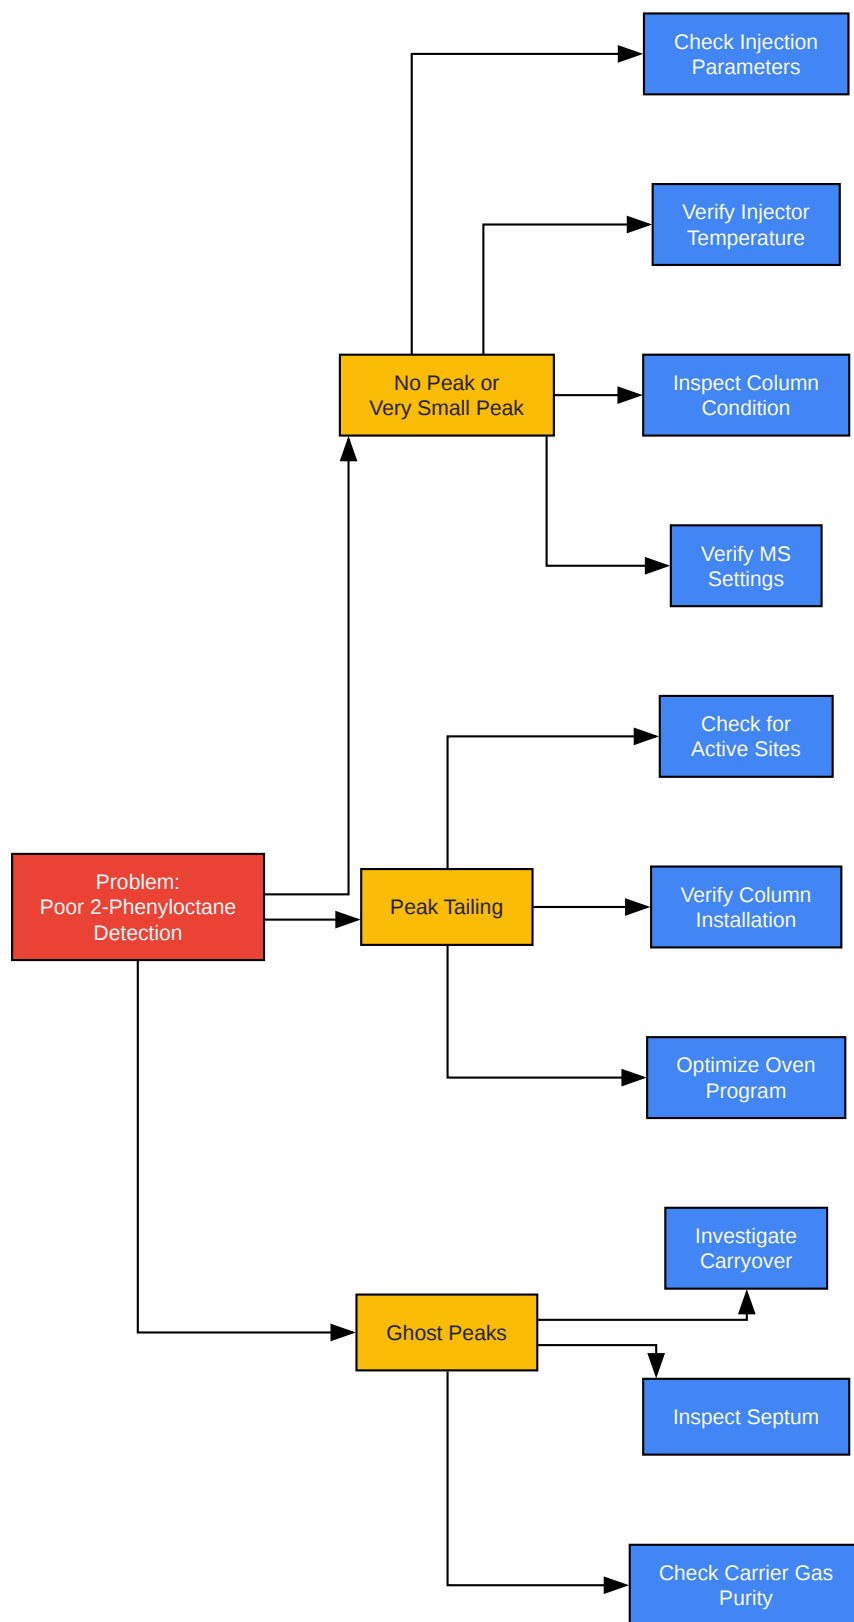 Check Injection
Parameters
Verify Injector
Temperature
No Peak or
Very Small Peak
Inspect Column
Condition
Verify MS
Settings
Check for
Active Sites
Problem:
Poor 2-Phenyloctane
Detection
Peak Tailing
Verify Column
Installation
Optimize Oven
Program
Investigate
Carryover
Ghost Peaks
Inspect Septum
Check Carrier Gas
Purity